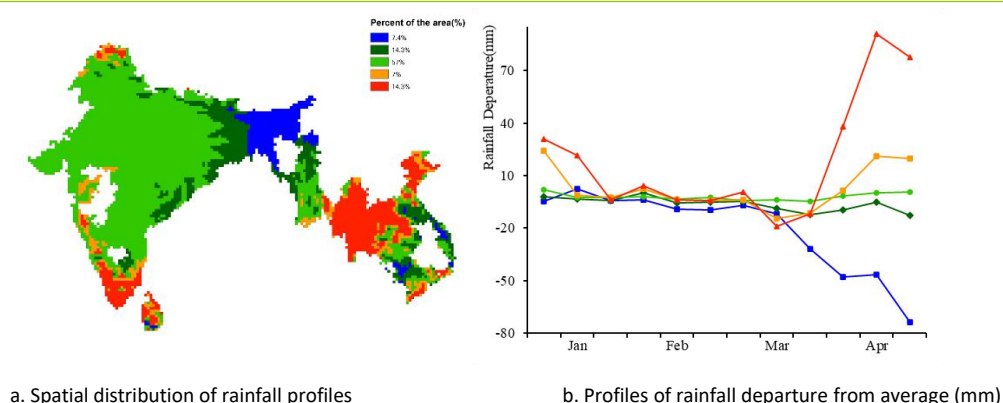 Percent of the area(%)
7.4%
14.3%
57%
7%
14.3%
Rainfall Deperature(mm)
70
40
10
-20
-50
-80
Jan
Feb
Mar
Apr
a. Spatial distribution of rainfall profiles
b. Profiles of rainfall departure from average (mm)